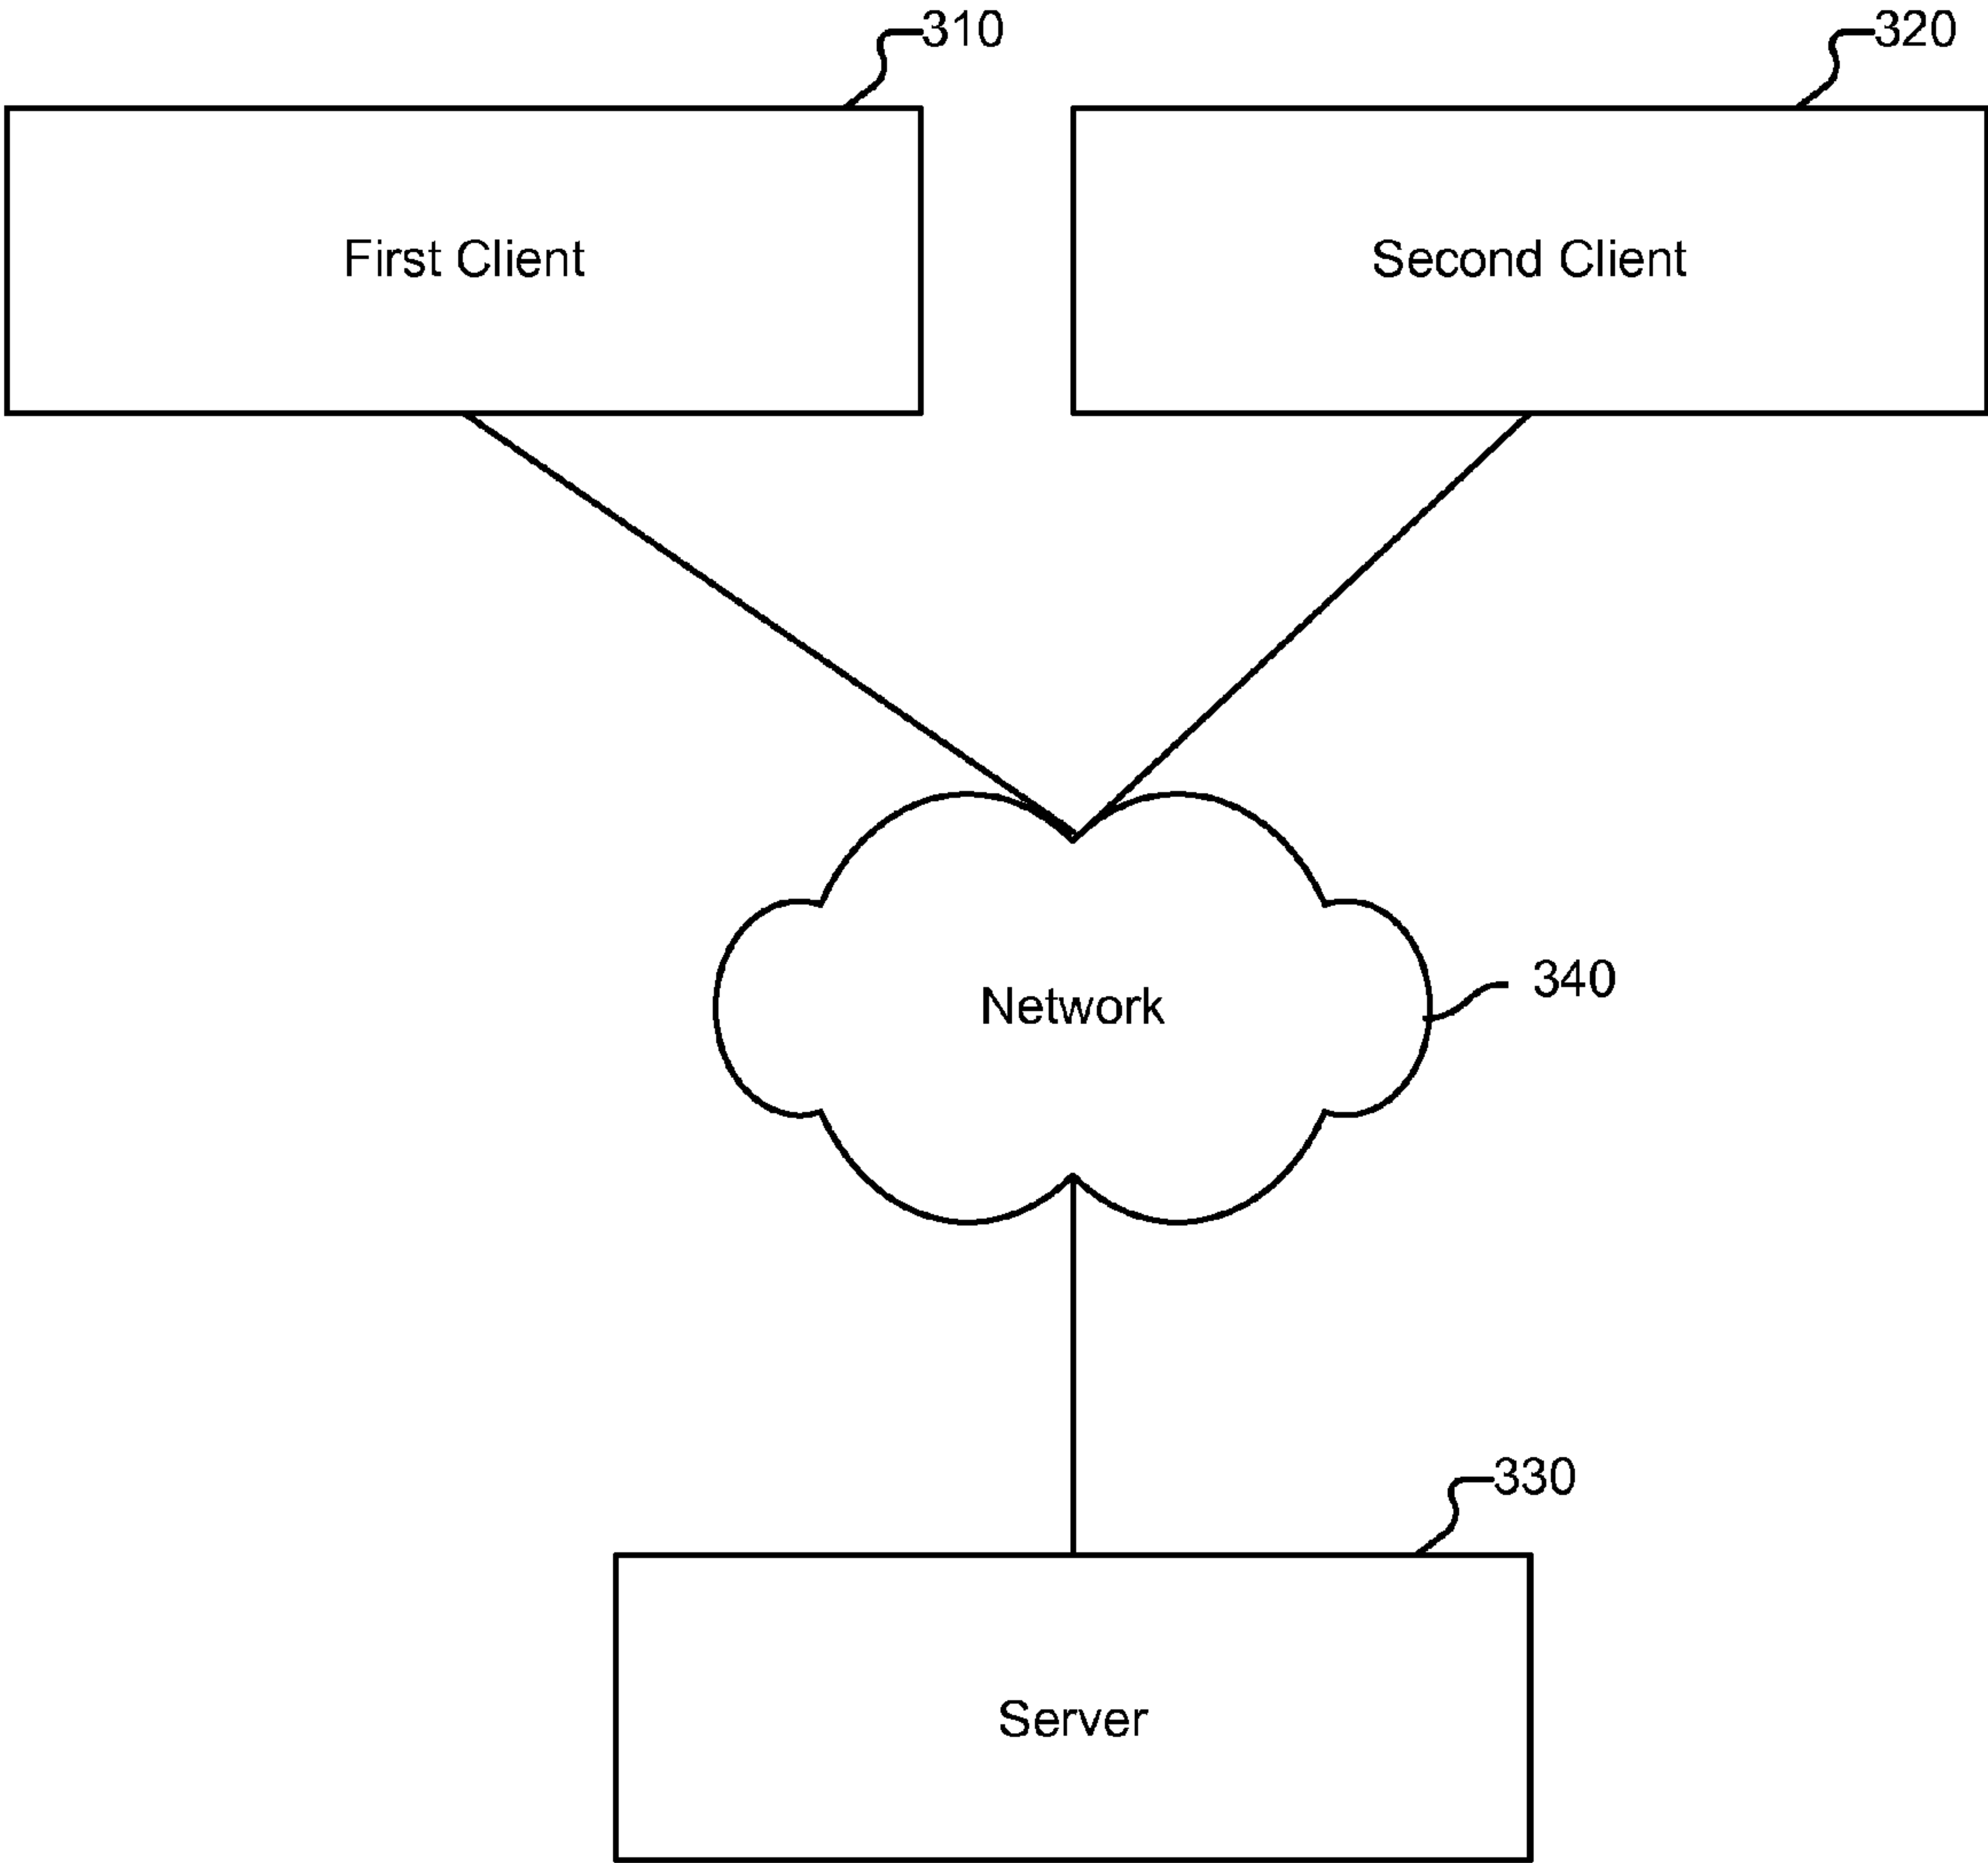 310
320
First Client
Second Client
Network
340
330
Server